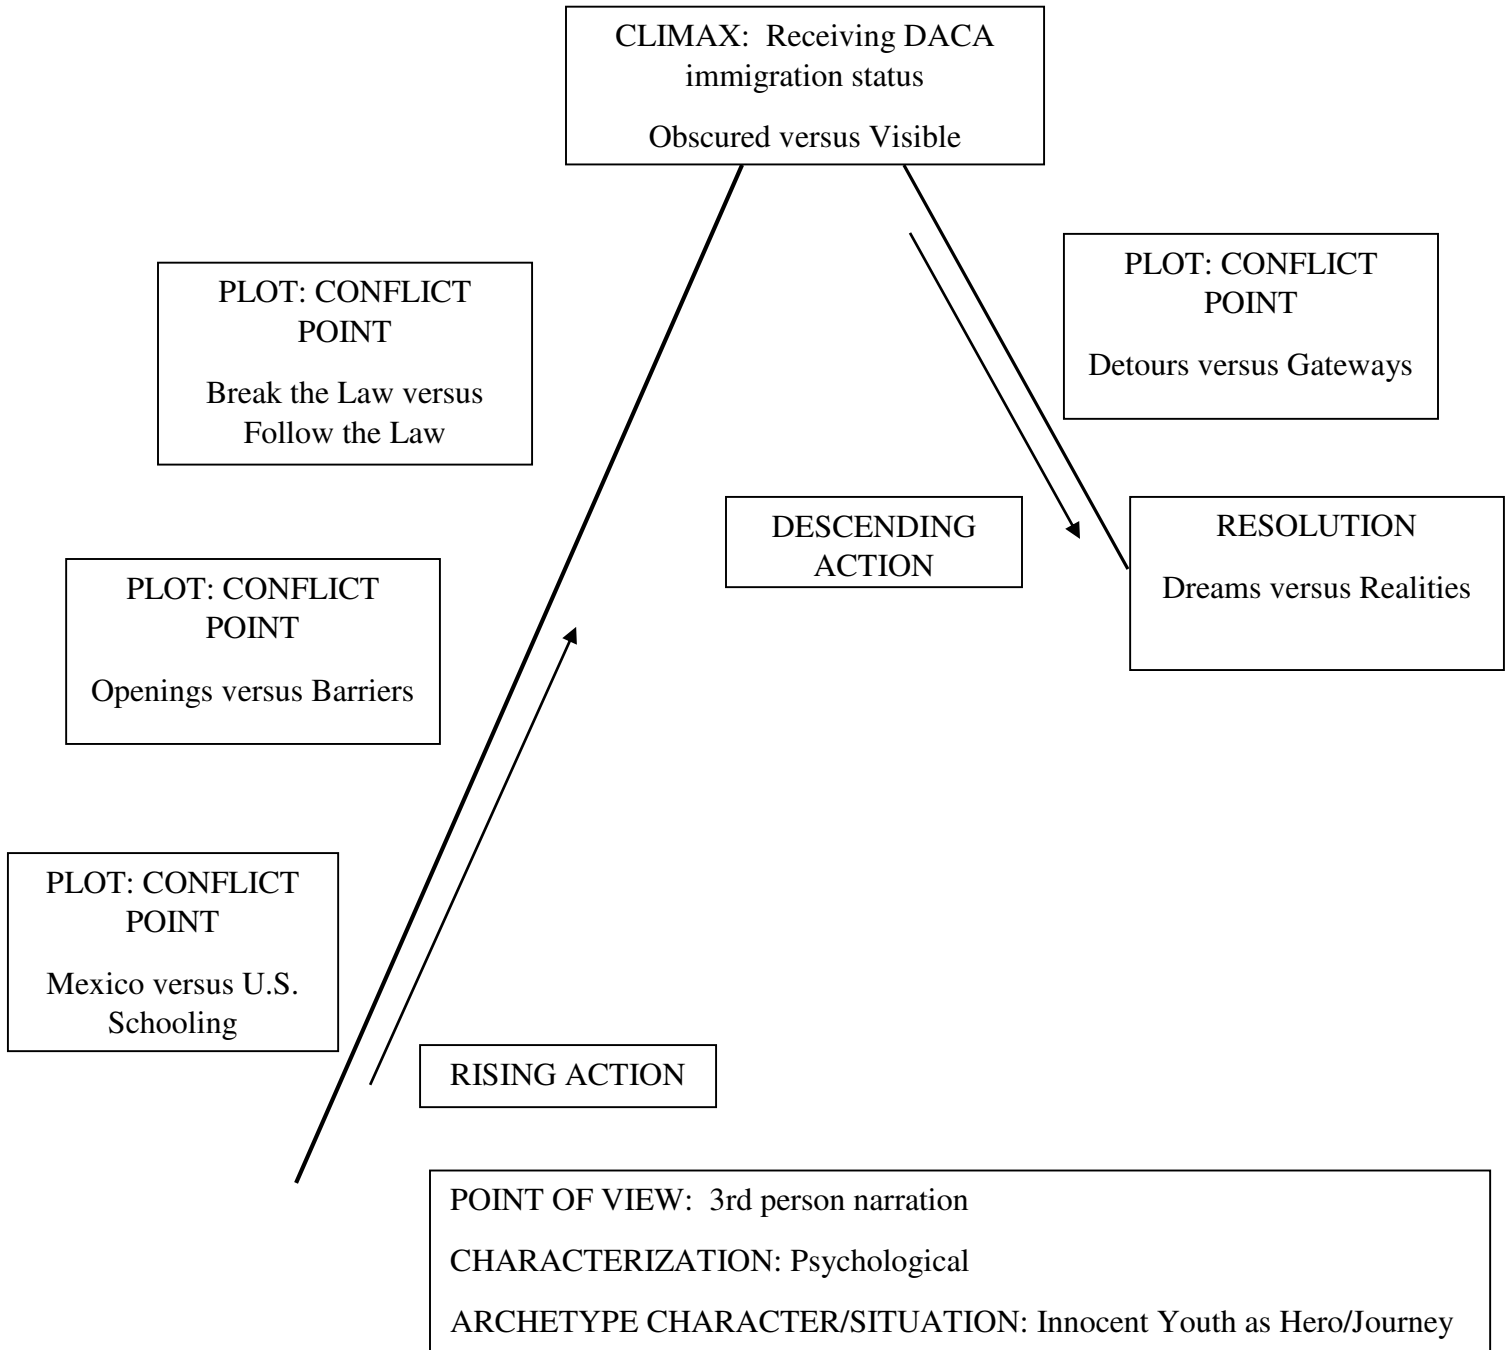 CLIMAX: Receiving DACA
immigration status
Obscured versus Visible
PLOT: CONFLICT
POINT
Detours versus Gateways
PLOT: CONFLICT
POINT
Break the Law versus
Follow the Law
DESCENDING
ACTION
RESOLUTION
Dreams versus Realities
PLOT: CONFLICT
POINT
Openings versus Barriers
PLOT: CONFLICT
POINT
Mexico versus U.S.
Schooling
RISING ACTION
POINT OF VIEW: 3rd person narration
CHARACTERIZATION: Psychological
ARCHETYPE CHARACTER/SITUATION: Innocent Youth as Hero/Journey